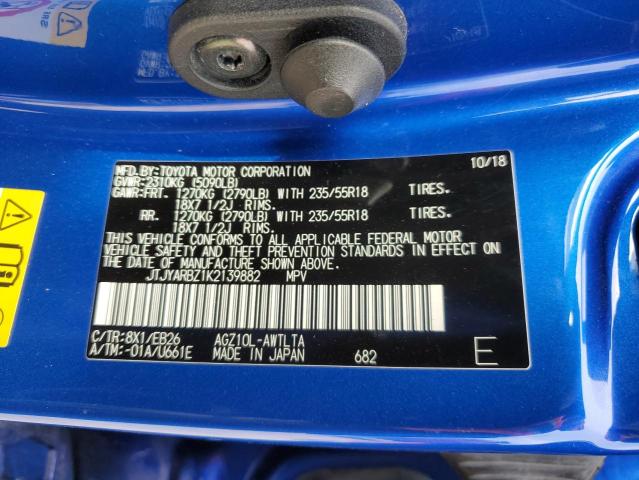 MFD. BY: TOYOTA MOTOR CORPORATION 10/18
GVWR: 2310KG (5090LB)
GAWR: FRT. 1270KG (2790LB) WITH 235/55R18 TIRES.
18X7 1/2J RIMS.
RR. 1270KG (2790LB) WITH 235/55R18 TIRES.
18X7 1/2J RIMS.
THIS VEHICLE CONFORMS TO ALL APPLICABLE FEDERAL MOTOR
VEHICLE SAFETY AND THEFT PREVENTION STANDARDS IN EFFECT ON
THE DATE OF MANUFACTURE SHOWN ABOVE.
JTJYARBZ1K2139882 MPV
C/TR: 8X1/EB26 AGZ10L-AWTLTA
A/TM: -01A/U661E MADE IN JAPAN 682 E